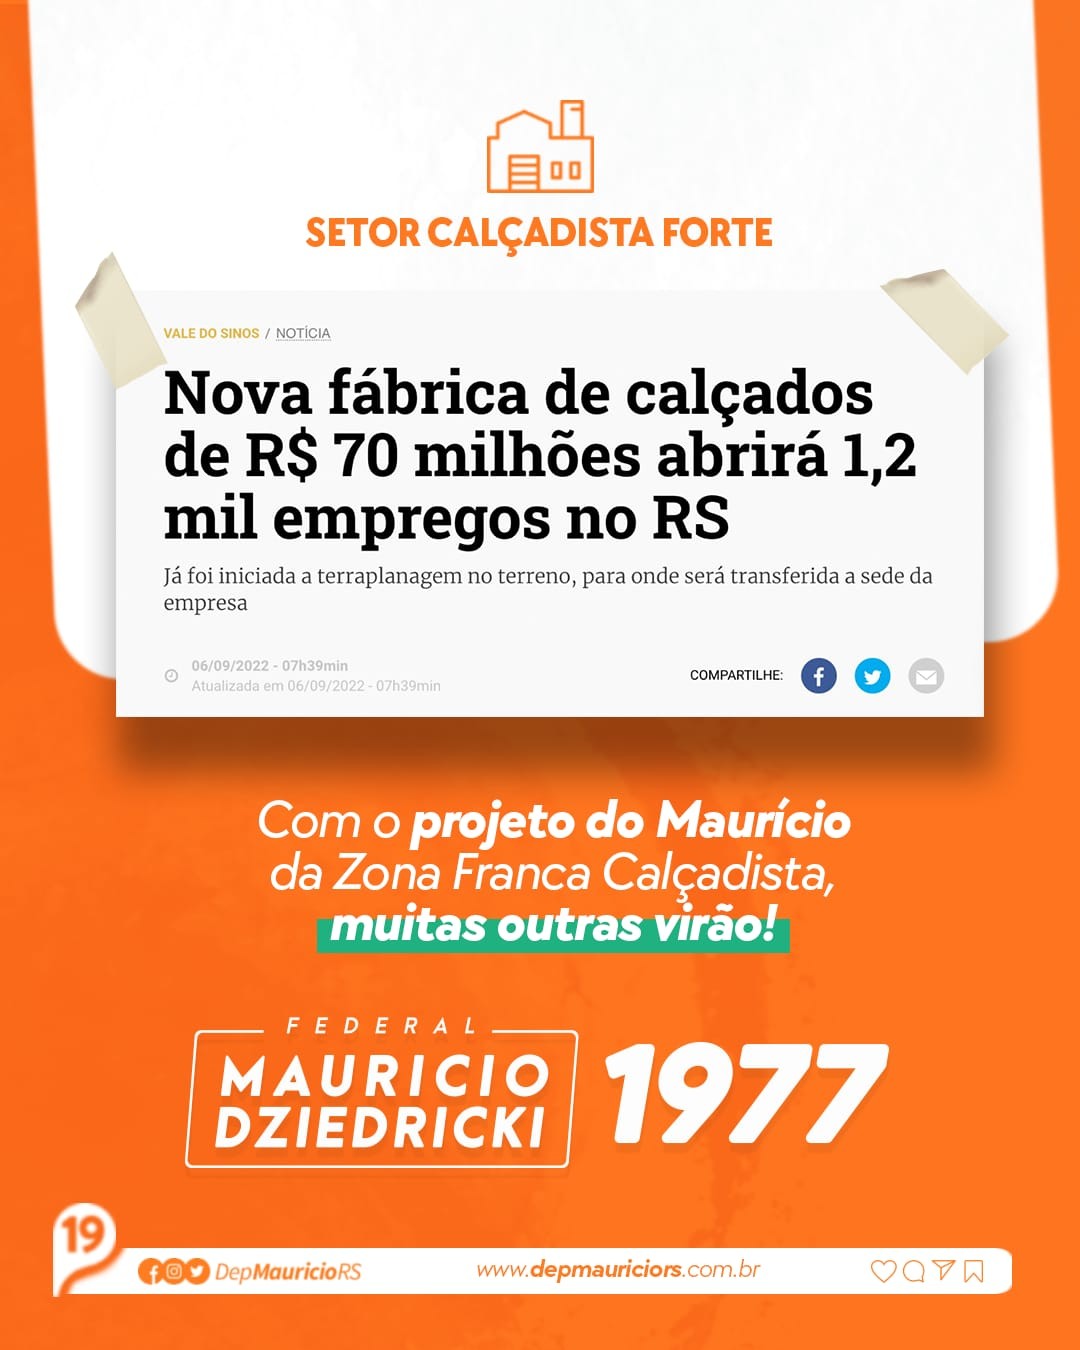 SETOR CALÇADISTA FORTE
VALE DO SINOS / NOTÍCIA
Nova fábrica de calçados
de R$ 70 milhões abrirá 1,2
mil empregos no RS
Já foi iniciada a terraplanagem no terreno, para onde será transferida a sede da
empresa
06/09/2022 - 07h39min
Atualizada em 06/09/2022 - 07h39min
COMPARTILHE:
Com o projeto do Maurício
da Zona Franca Calçadista,
muitas outras virão!
FEDERAL
MAURICIO
DZIEDRICKI
1977
19
DepMauricioRS
www.depmauriciors.com.br